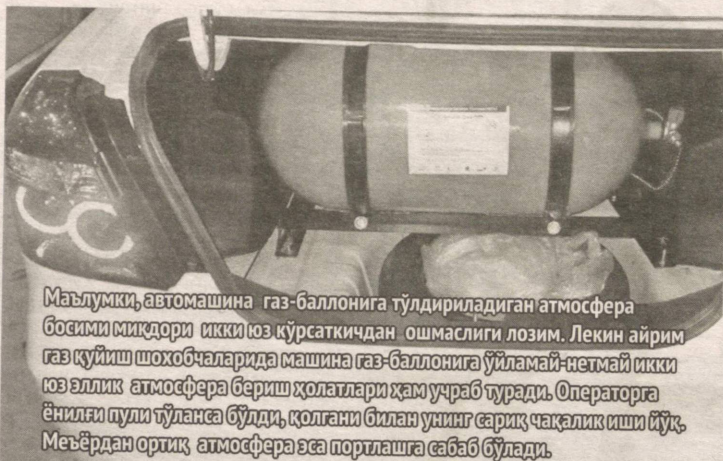 Маълумки, автомашина газ-баллонига тўлдириладиган атмосфера
босими миқдори икки юз кўрсаткичдан ошмаслиги лозим. Лекин айрим
газ қуйиш шохобчаларида машина газ-баллонига ўйламай-нетмай икки
юз эллик атмосфера бериш ҳолатлари ҳам учраб туради. Операторга
ёнилғи пули тўланса бўлди, қолгани билан унинг сариқ чақалик иши йўқ.
Меъёрдан ортиқ атмосфера эса портлашга сабаб бўлади.